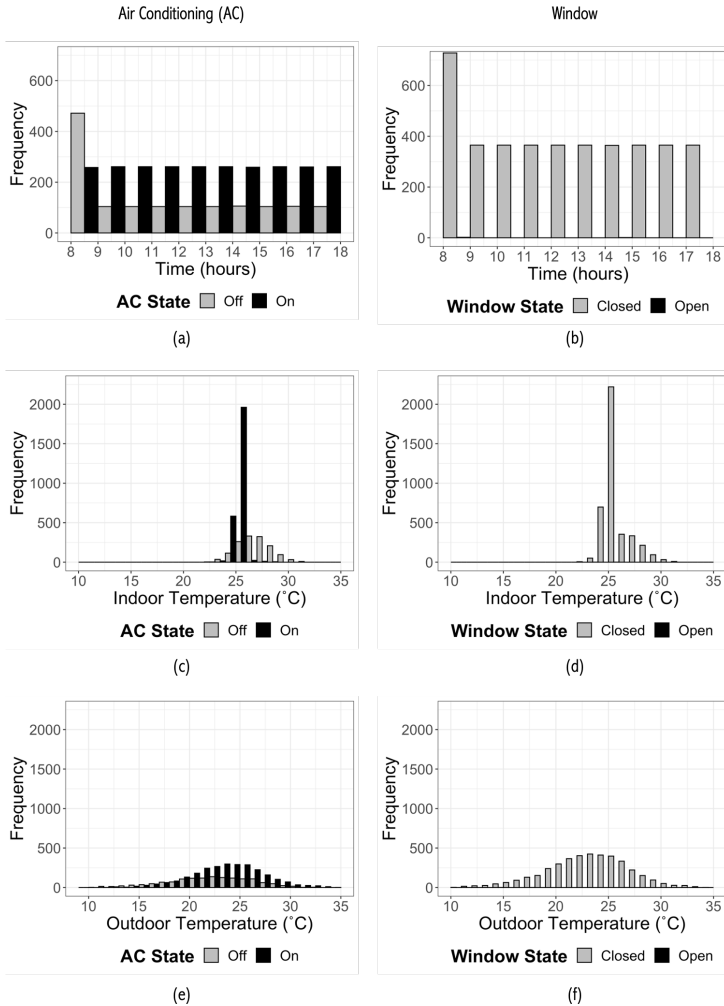 Air Conditioning (AC)
Window
600
400
200
0
Frequency
8 9 10 11 12 13 14 15 16 17 18
Time (hours)
AC State Off On
(a)
600
400
200
0
Frequency
8 9 10 11 12 13 14 15 16 17 18
Time (hours)
Window State Closed Open
(b)
2000
1500
1000
500
0
Frequency
10 15 20 25 30 35
Indoor Temperature (˚C)
AC State Off On
(c)
2000
1500
1000
500
0
Frequency
10 15 20 25 30 35
Indoor Temperature (˚C)
Window State Closed Open
(d)
2000
1500
1000
500
0
Frequency
10 15 20 25 30 35
Outdoor Temperature (˚C)
AC State Off On
(e)
2000
1500
1000
500
0
Frequency
10 15 20 25 30 35
Outdoor Temperature (˚C)
Window State Closed Open
(f)